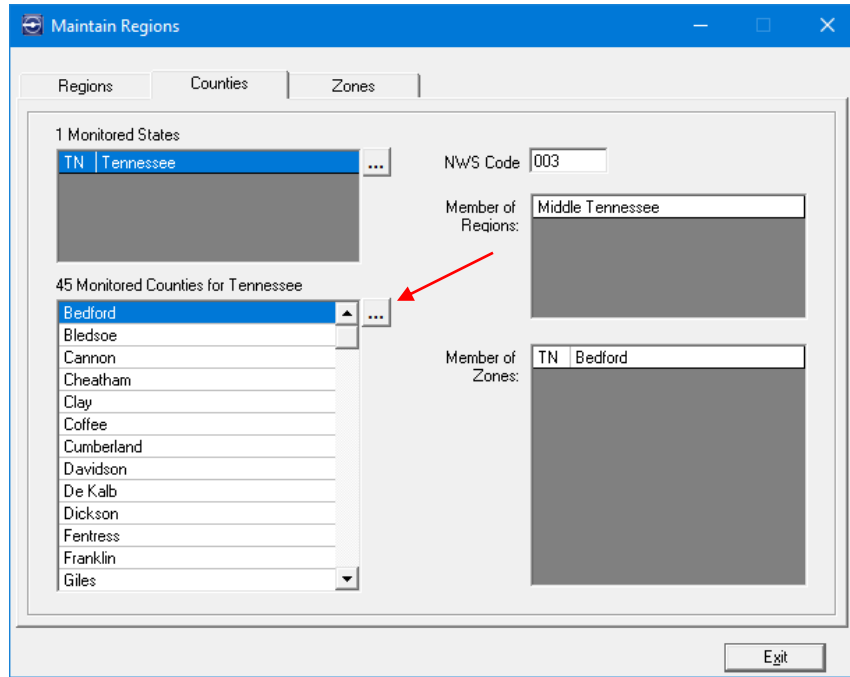 Maintain Regions
Regions Counties Zones
1 Monitored States
TN Tennessee
...
NWS Code 003
Member of Regions:
Middle Tennessee
45 Monitored Counties for Tennessee
...
Bedford
Bledsoe
Cannon
Cheatham
Clay
Coffee
Cumberland
Davidson
De Kalb
Dickson
Fentress
Franklin
Giles
Member of
Zones:
TN Bedford
Exit